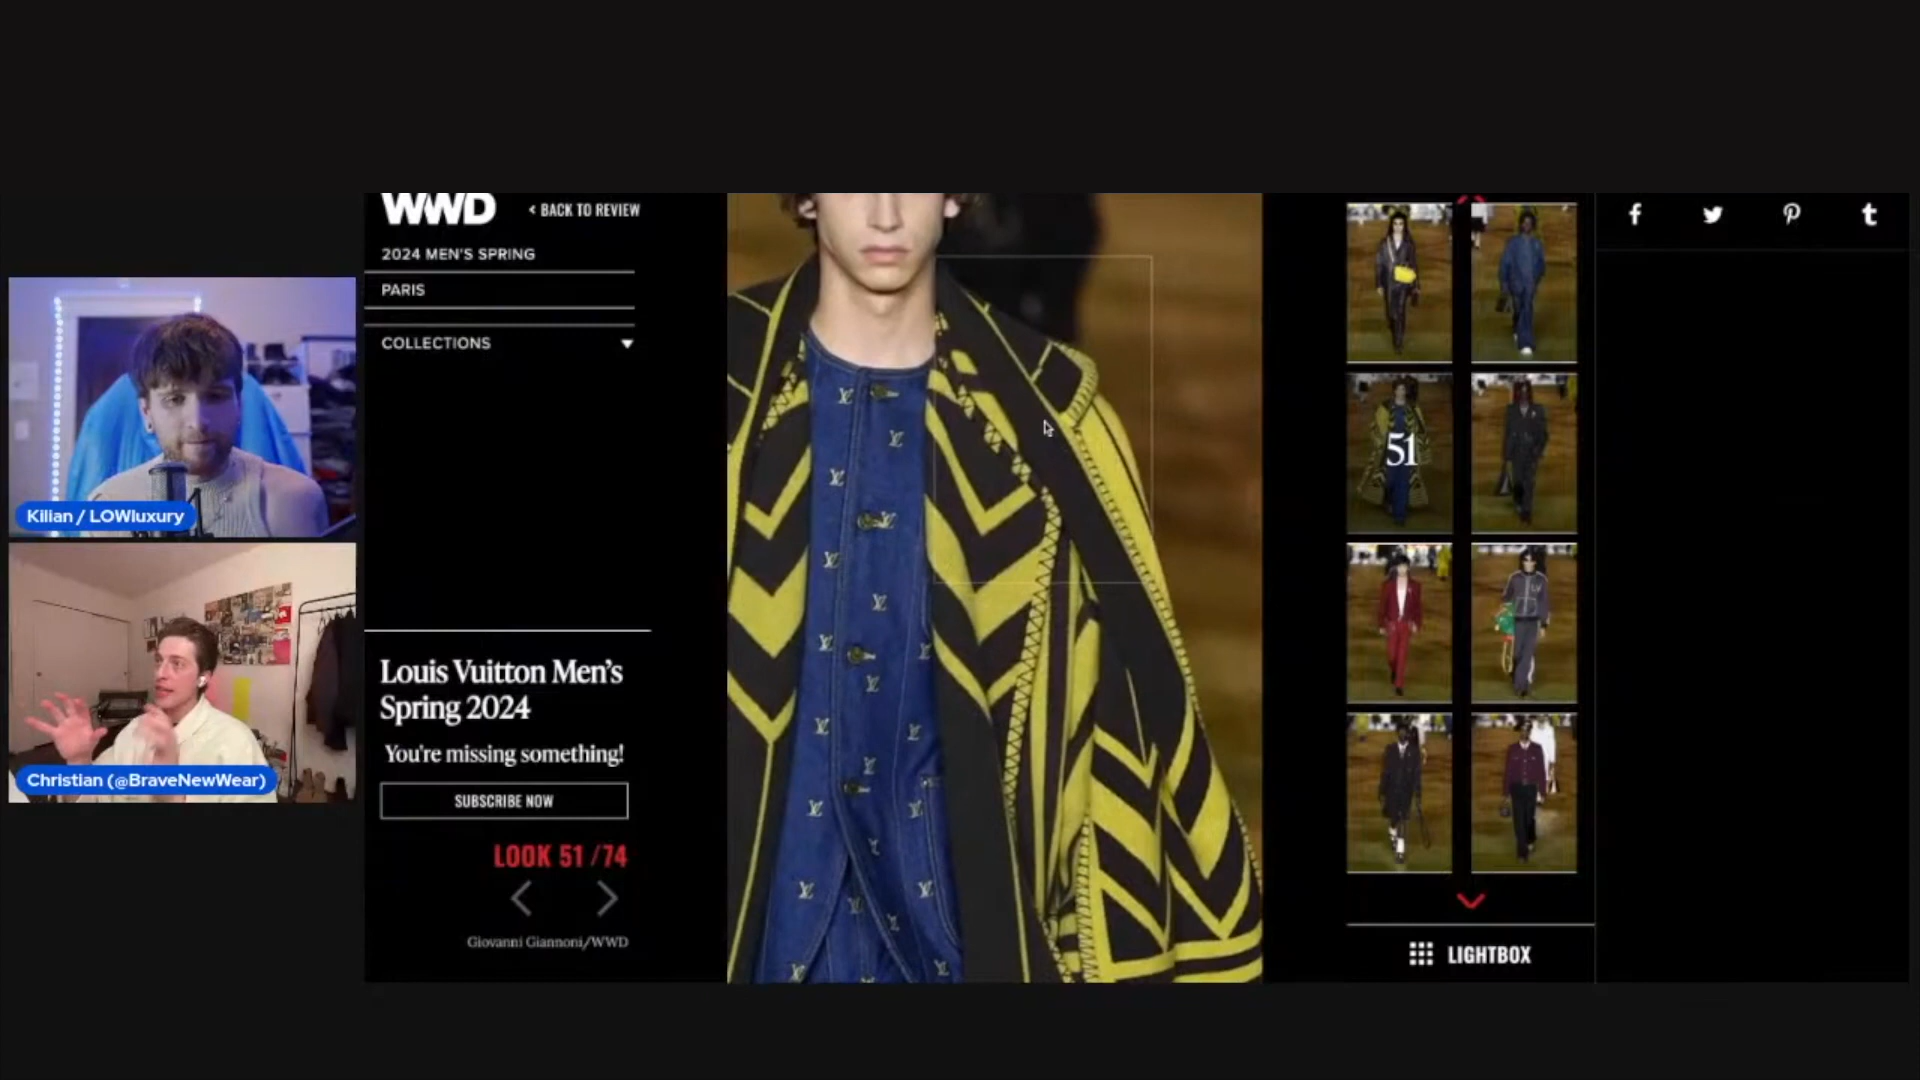 WWD
< BACK TO REVIEW
2024 MEN'S SPRING
PARIS
COLLECTIONS
Kilian / LOWluxury
Christian (@BraveNewWear)
Louis Vuitton Men's
Spring 2024
You're missing something!
SUBSCRIBE NOW
LOOK 51 /74
Giovanni Giannoni/WWD
51
LIGHTBOX